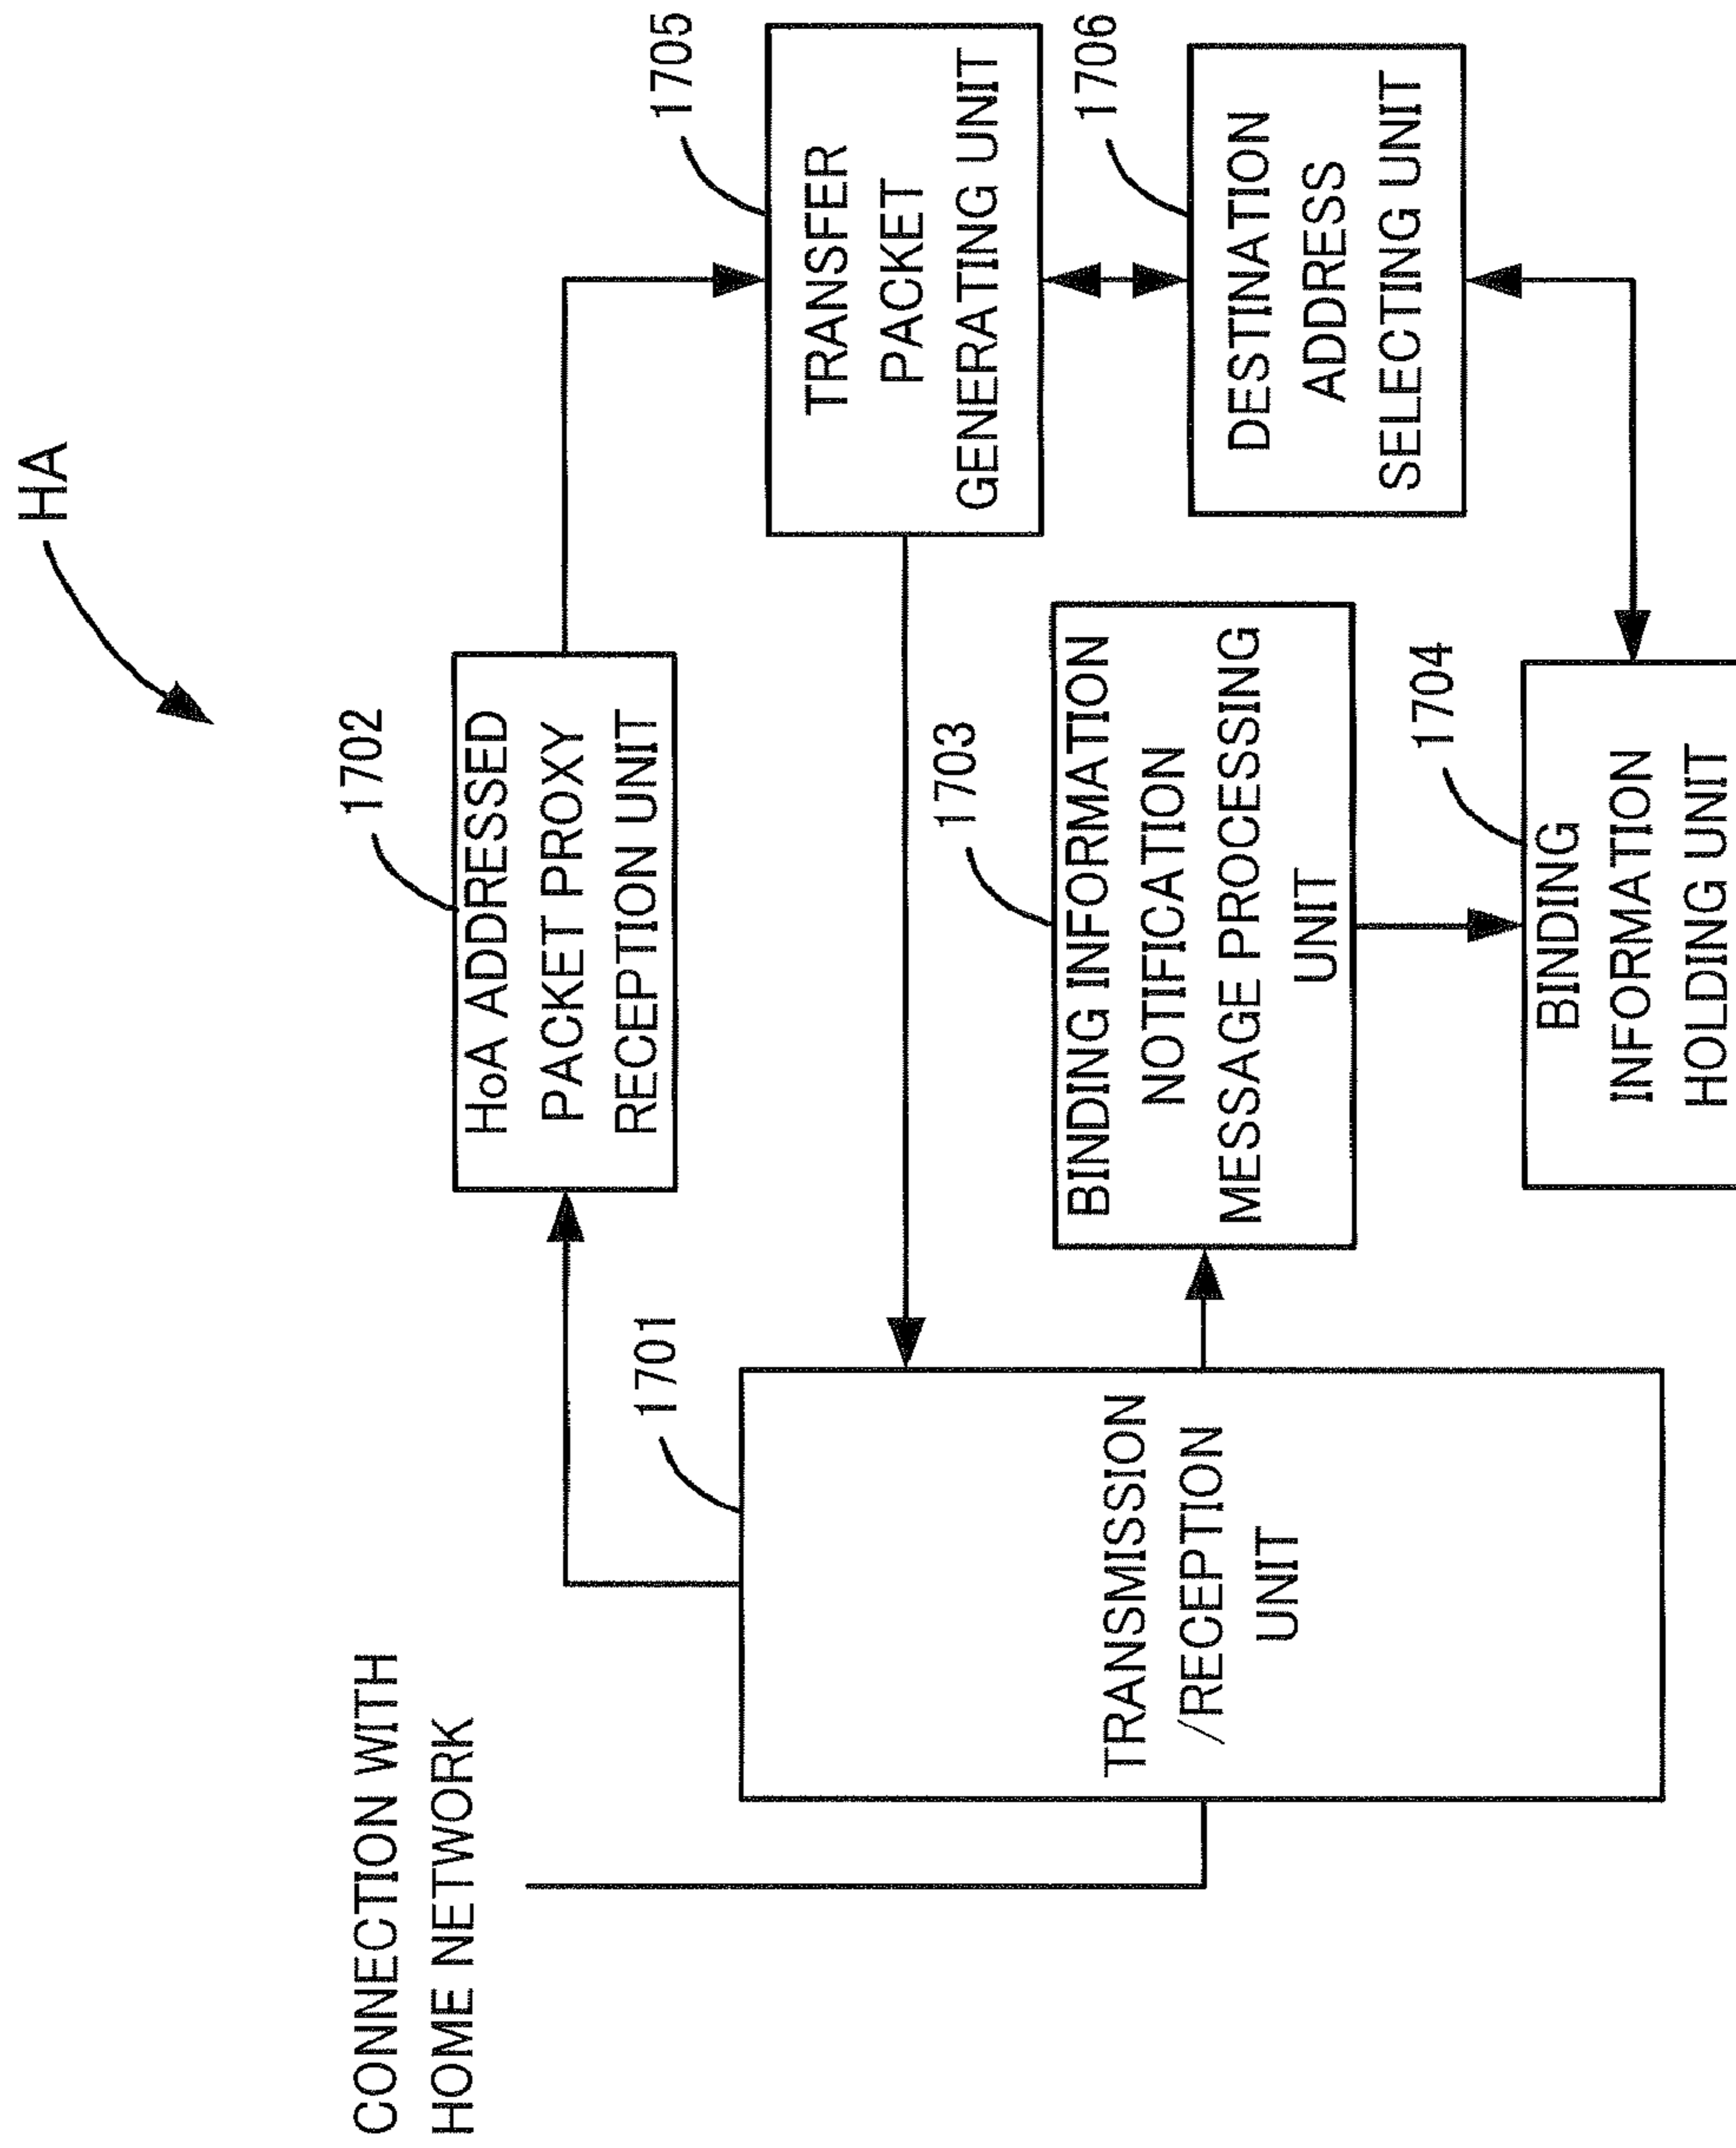 HA
CONNECTION WITH
HOME NETWORK
1701
TRANSMISSION
/RECEPTION
UNIT
1702
HoA ADDRESSED
PACKET PROXY
RECEPTION UNIT
1703
BINDING INFORMATION
NOTIFICATION
MESSAGE PROCESSING
UNIT
1704
BINDING
INFORMATION
HOLDING UNIT
1705
TRANSFER
PACKET
GENERATING UNIT
1706
DESTINATION
ADDRESS
SELECTING UNIT